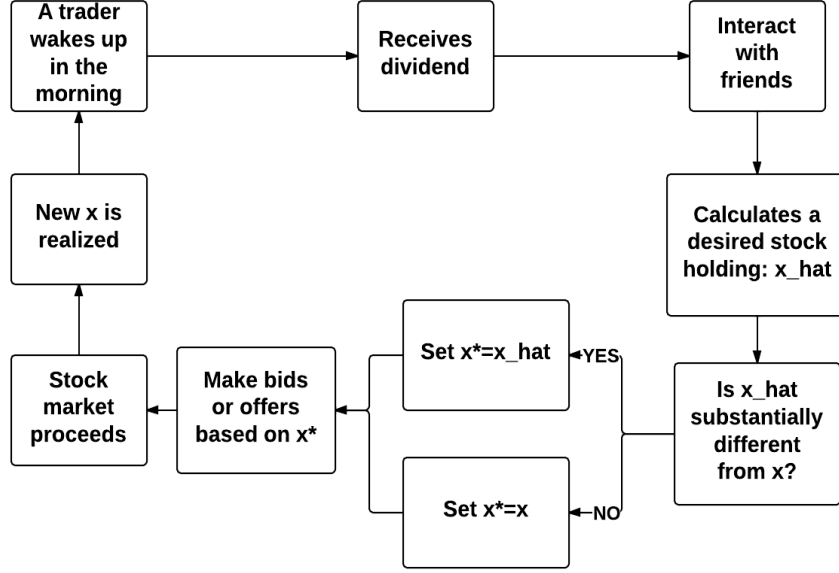 A trader
wakes up
in the
morning
Receives
dividend
Interact
with
friends
Calculates a
desired stock
holding: x_hat
Is x_hat
substantially
different
from x?
YES
Set x*=x_hat
NO
Set x*=x
Make bids
or offers
based on x*
Stock
market
proceeds
New x is
realized